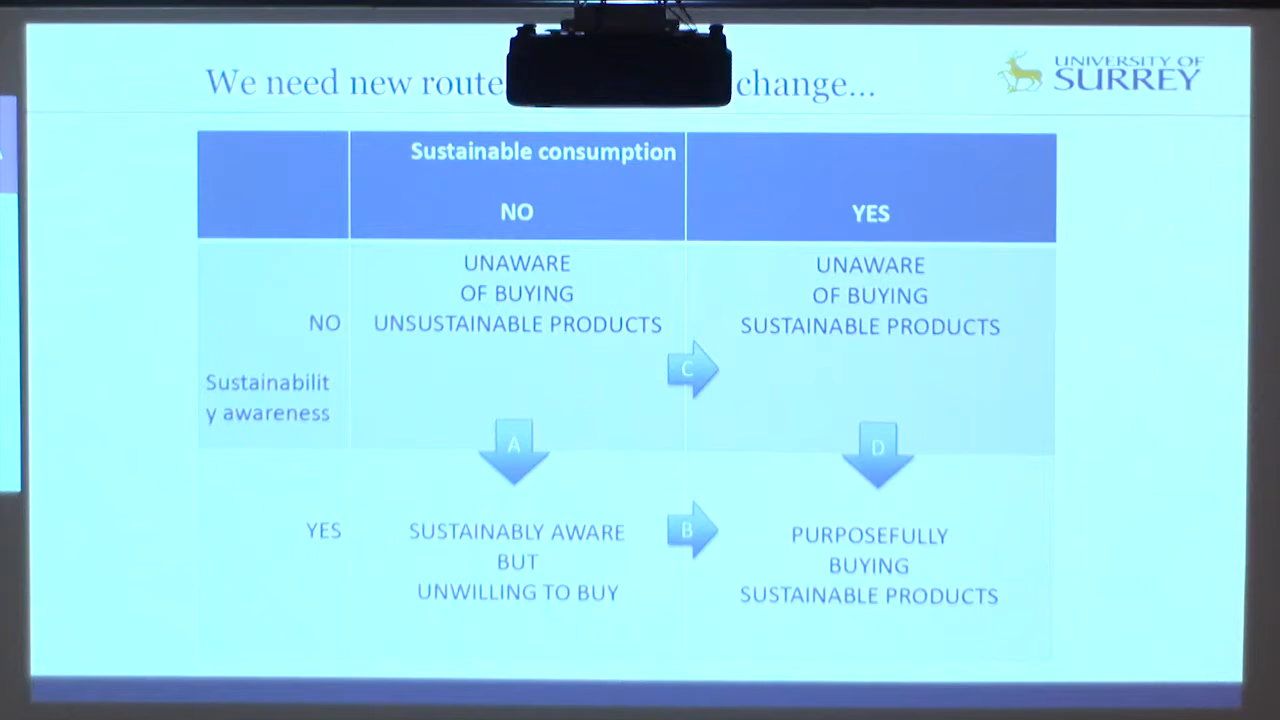 We need new route change...
UNIVERSITY OF
SURREY
Sustainable consumption
NO
YES
UNAWARE
OF BUYING
UNSUSTAINABLE PRODUCTS
UNAWARE
OF BUYING
SUSTAINABLE PRODUCTS
NO
C
Sustainabilit
y awareness
A
D
YES
SUSTAINABLY AWARE
BUT
UNWILLING TO BUY
B
PURPOSEFULLY
BUYING
SUSTAINABLE PRODUCTS